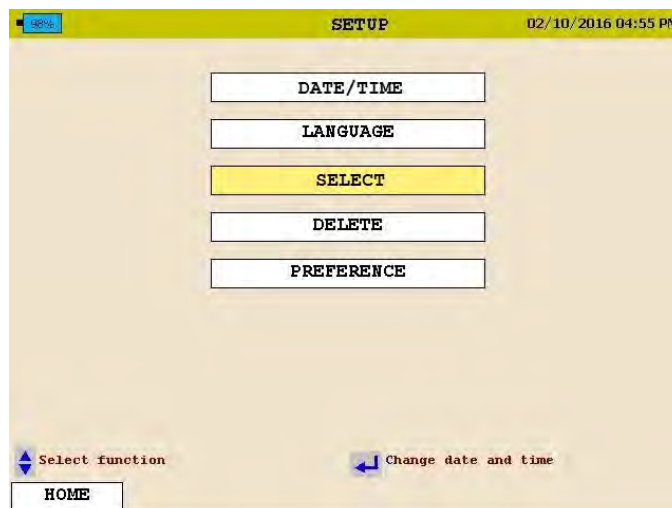 98% SETUP 02/10/2016 04:55 PM
DATE/TIME
LANGUAGE
SELECT
DELETE
PREFERENCE
Select function Change date and time
HOME